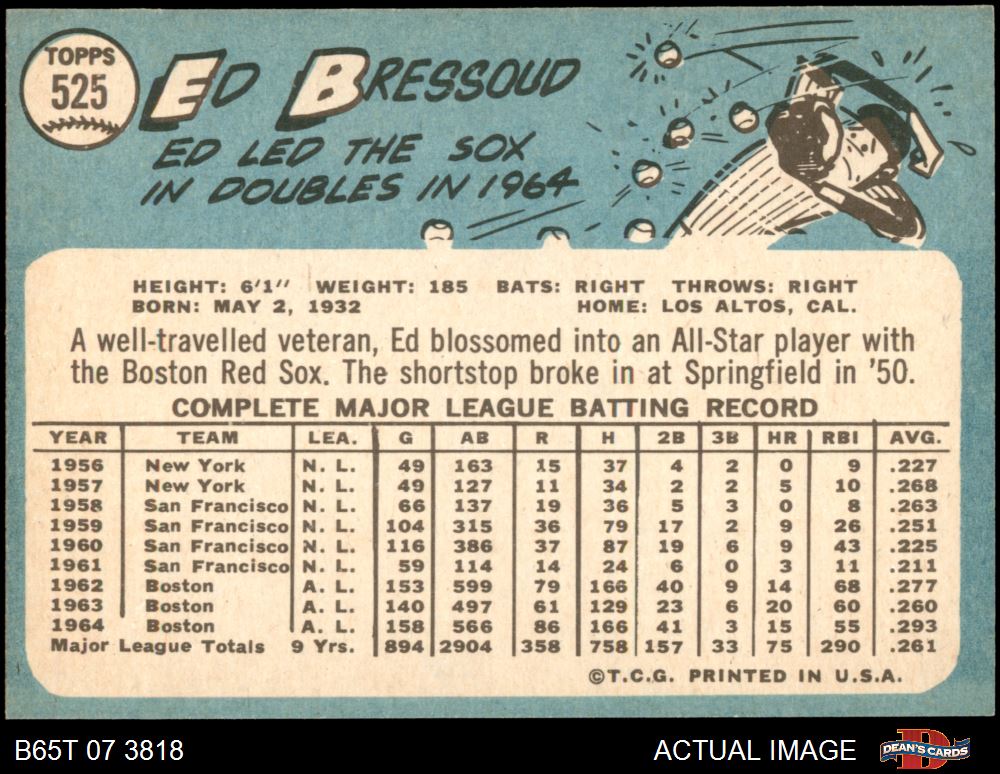 TOPPS
525
ED BRESSOUD
ED LED THE SOX
IN DOUBLES IN 1964
HEIGHT: 6'1" WEIGHT: 185 BATS: RIGHT THROWS: RIGHT
BORN: MAY 2, 1932 HOME: LOS ALTOS, CAL.
A well-travelled veteran, Ed blossomed into an All-Star player with
the Boston Red Sox. The shortstop broke in at Springfield in '50.
COMPLETE MAJOR LEAGUE BATTING RECORD
YEAR TEAM LEA. G AB R H 2B 3B HR RBI AVG.
1956 New York N. L. 49 163 15 37 4 2 0 9 .227
1957 New York N. L. 49 127 11 34 2 2 5 10 .268
1958 San Francisco N. L. 66 137 19 36 5 3 0 8 .263
1959 San Francisco N. L. 104 315 36 79 17 2 9 26 .251
1960 San Francisco N. L. 116 386 37 87 19 6 9 43 .225
1961 San Francisco N. L. 59 114 14 24 6 0 3 11 .211
1962 Boston A. L. 153 599 79 166 40 9 14 68 .277
1963 Boston A. L. 140 497 61 129 23 6 20 60 .260
1964 Boston A. L. 158 566 86 166 41 3 15 55 .293
Major League Totals 9 Yrs. 894 2904 358 758 157 33 75 290 .261
©T.C.G. PRINTED IN U.S.A.
B65T 07 3818 ACTUAL IMAGE DEAN'S CARDS